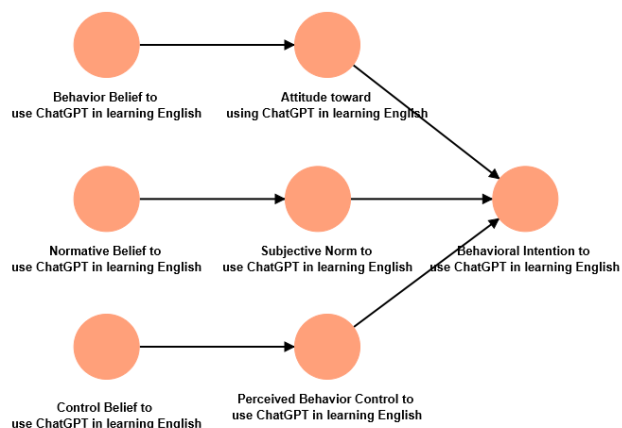 Behavior Belief to
use ChatGPT in learning English
Attitude toward
using ChatGPT in learning English
Normative Belief to
use ChatGPT in learning English
Subjective Norm to
use ChatGPT in learning English
Behavioral Intention to
use ChatGPT in learning English
Control Belief to
use ChatGPT in learning English
Perceived Behavior Control to
use ChatGPT in learning English